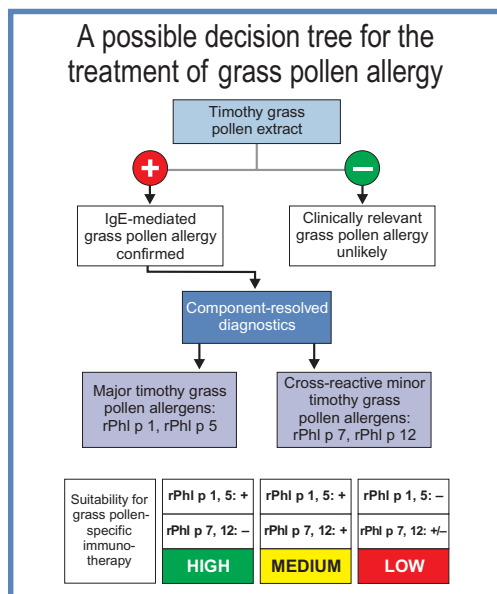 A possible decision tree for the
treatment of grass pollen allergy
Timothy grass
pollen extract
+
–
IgE-mediated
grass pollen allergy
confirmed
Clinically relevant
grass pollen allergy
unlikely
Component-resolved
diagnostics
Major timothy grass
pollen allergens:
rPhl p 1, rPhl p 5
Cross-reactive minor
timothy grass
pollen allergens:
rPhl p 7, rPhl p 12
Suitability for
grass pollen-
specific
immuno-
therapy
rPhl p 1, 5: +
rPhl p 7, 12: –
HIGH
rPhl p 1, 5: +
rPhl p 7, 12: +
MEDIUM
rPhl p 1, 5: –
rPhl p 7, 12: +/–
LOW